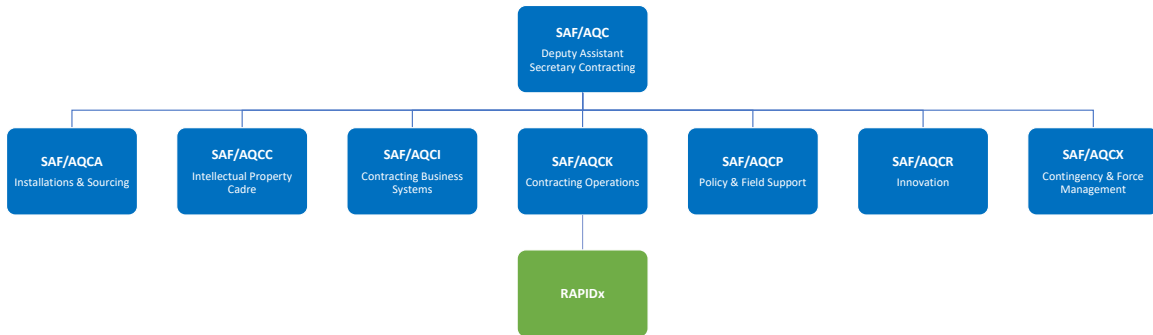 SAF/AQC
Deputy Assistant
Secretary Contracting
SAF/AQCA
Installations & Sourcing
SAF/AQCC
Intellectual Property
Cadre
SAF/AQCI
Contracting Business
Systems
SAF/AQCK
Contracting Operations
SAF/AQCP
Policy & Field Support
SAF/AQCR
Innovation
SAF/AQCX
Contingency & Force
Management
RAPIDx